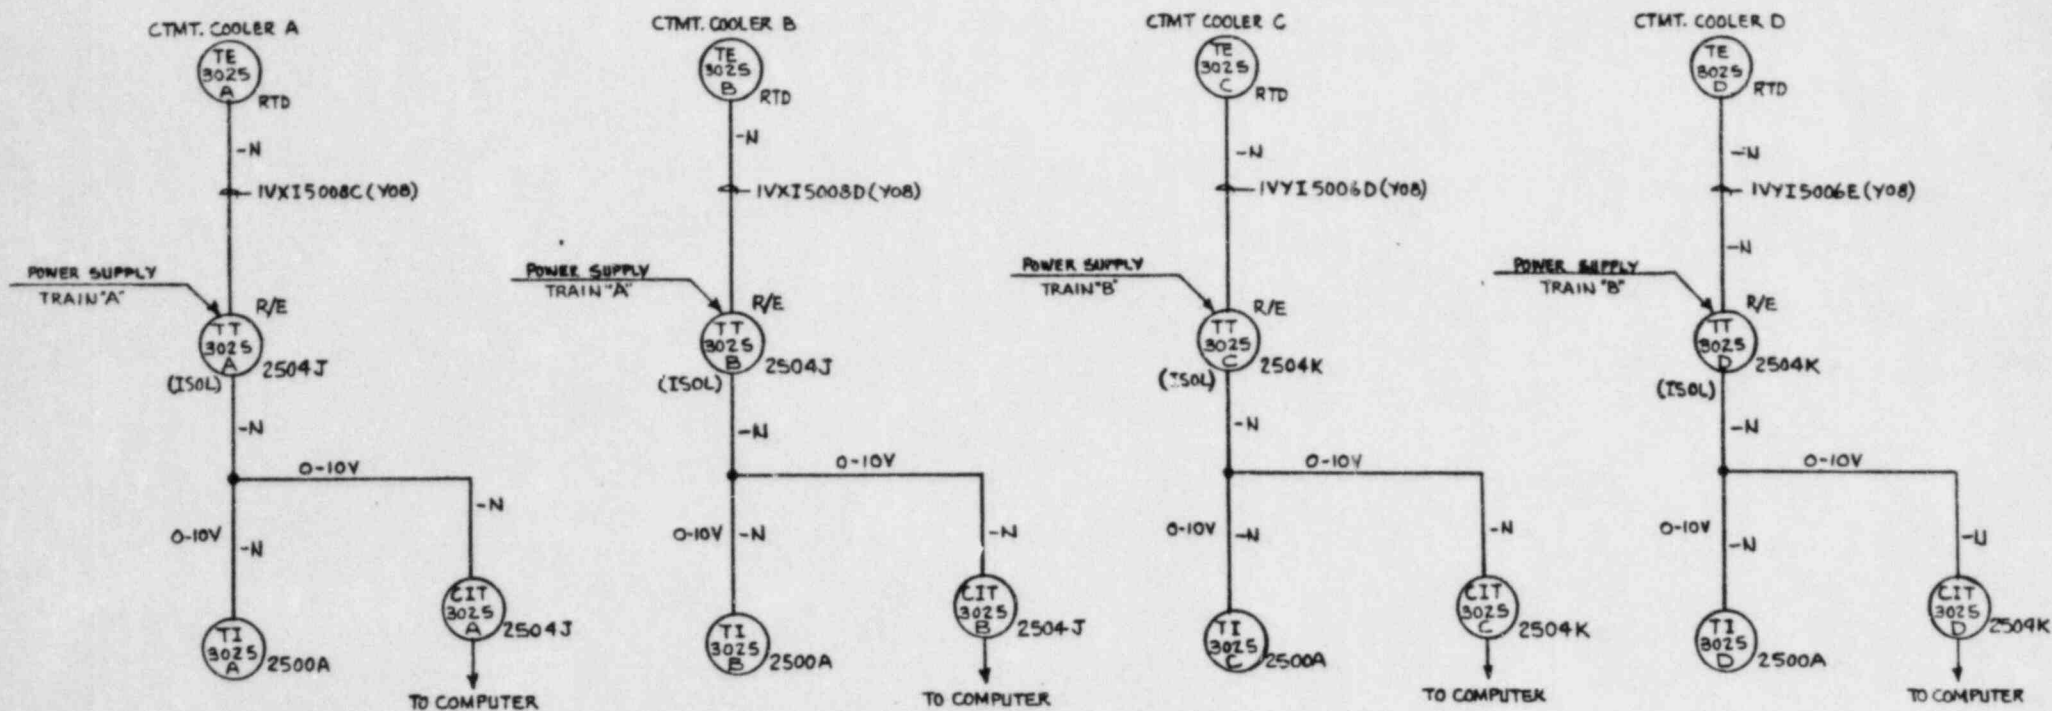 CTMT. COOLER A
TE
3025
A
RTD
-N
1VXI5008C(Y08)
POWER SUPPLY
TRAIN "A"
R/E
TT
3025
A
2504J
(ISOL)
-N
0-10V
-N
0-10V
-N
CIT
3025
A
2504J
TI
3025
A
2500A
TO COMPUTER
CTMT. COOLER B
TE
3025
B
RTD
-N
1VXI5008D(Y08)
POWER SUPPLY
TRAIN "A"
R/E
TT
3025
B
2504J
(ISOL)
-N
0-10V
-N
0-10V
-N
CIT
3025
B
2504J
TI
3025
B
2500A
TO COMPUTER
CTMT COOLER C
TE
3025
C
RTD
-N
1VYI5006D(Y08)
POWER SUPPLY
TRAIN "B"
R/E
TT
3025
C
2504K
(ISOL)
-N
0-10V
-N
0-10V
-N
CIT
3025
C
2504K
TI
3025
C
2500A
TO COMPUTER
CTMT. COOLER D
TE
3025
D
RTD
-N
1VYI5006E(Y08)
-N
POWER SUPPLY
TRAIN "B"
R/E
TT
3025
D
2504K
(ISOL)
-N
0-10V
-U
0-10V
-N
CIT
3025
D
2504K
TI
3025
D
2500A
TO COMPUTER